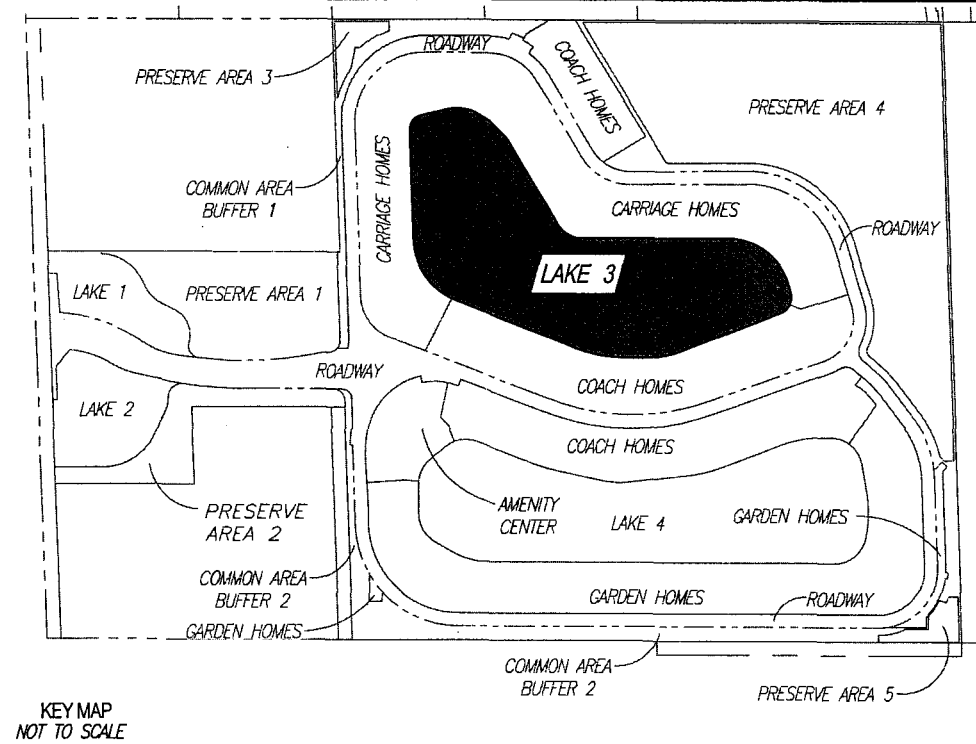 ROADWAY
PRESERVE AREA 3
COACH HOMES
PRESERVE AREA 4
COMMON AREA
BUFFER 1
CARRIAGE HOMES
CARRIAGE HOMES
ROADWAY
LAKE 3
LAKE 1
PRESERVE AREA 1
ROADWAY
COACH HOMES
LAKE 2
COACH HOMES
PRESERVE
AREA 2
AMENITY
CENTER
LAKE 4
GARDEN HOMES
COMMON AREA
BUFFER 2
GARDEN HOMES
ROADWAY
GARDEN HOMES
COMMON AREA
BUFFER 2
PRESERVE AREA 5
KEY MAP
NOT TO SCALE